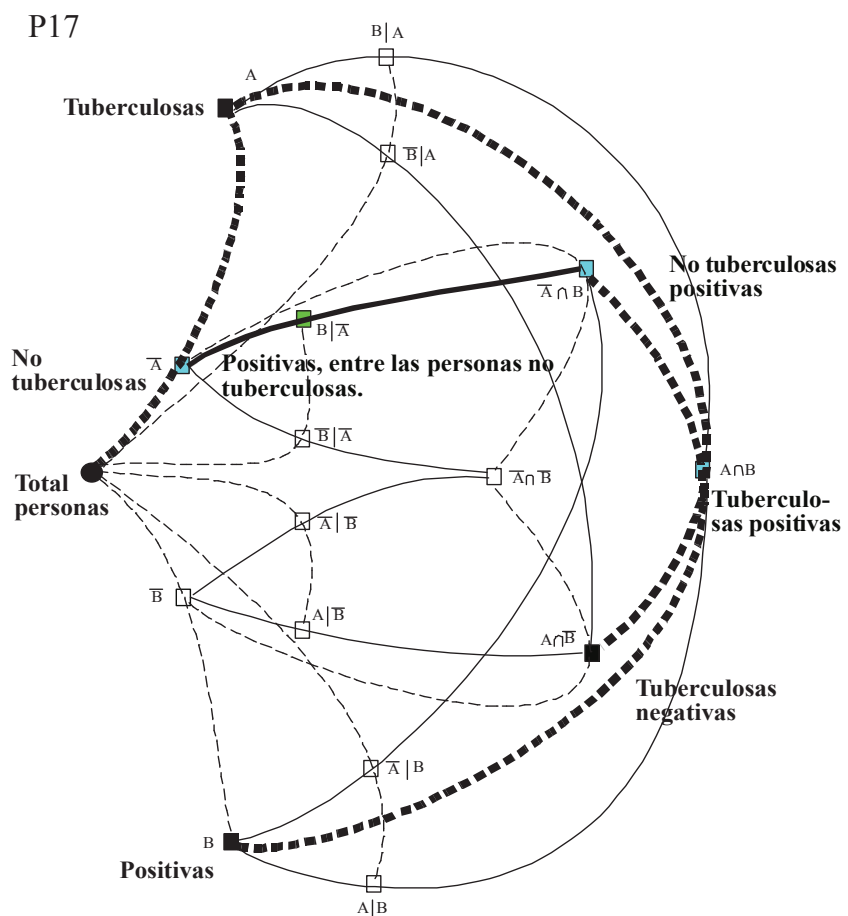 P17
B|A
A
Tuberculosas
B̅|A
No tuberculosas
positivas
A̅∩B
B|A̅
No
tuberculosas
A̅
Positivas, entre las personas no
tuberculosas.
B̅|A̅
A̅∩B̅
A∩B
Total
personas
Tuberculo-
sas positivas
A̅|B̅
B̅
A|B̅
A∩B̅
Tuberculosas
negativas
A̅|B
B
Positivas
A|B